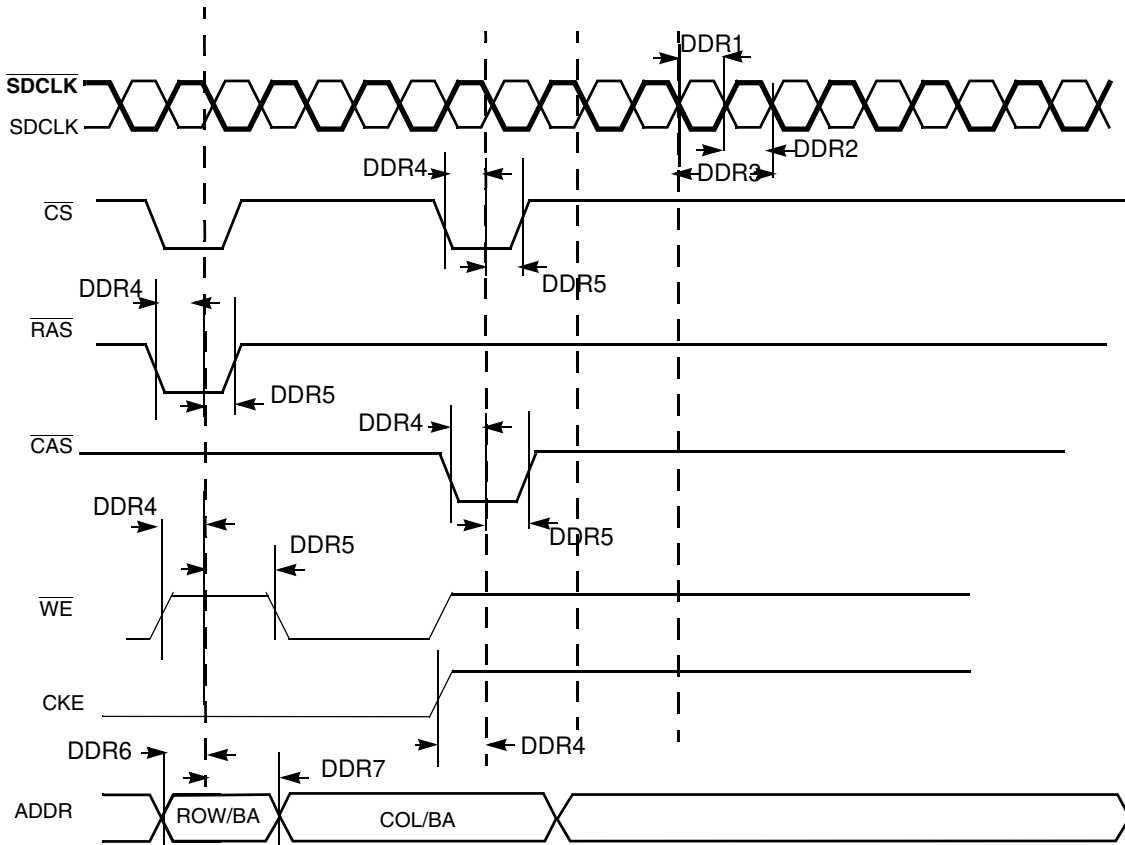 DDR1
SDCLK
SDCLK
DDR2
DDR4
DDR3
CS
DDR5
DDR4
RAS
DDR5
DDR4
CAS
DDR4
DDR5
DDR5
WE
CKE
DDR4
DDR6
DDR7
ADDR
ROW/BA
COL/BA